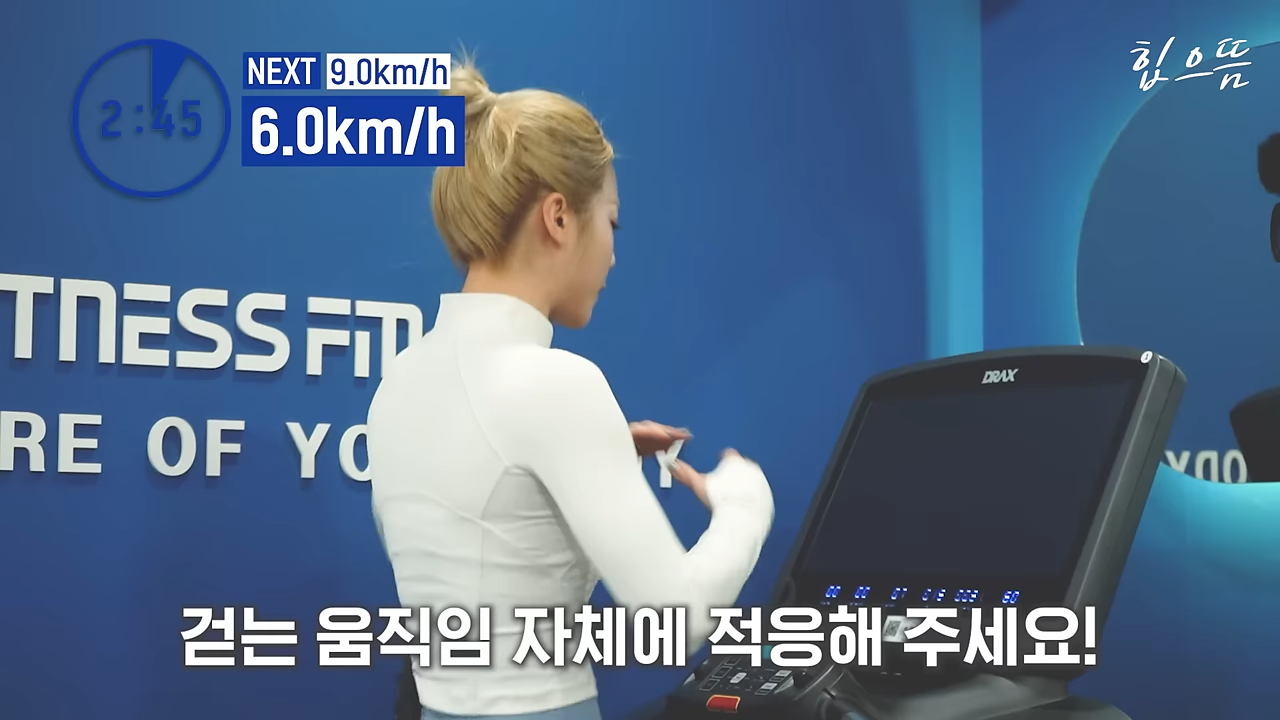 힙으뜸
NEXT 9.0km/h
2:45
6.0km/h
TNESS FiT
RE OF YO
DRAX
걷는 움직임 자체에 적응해 주세요!